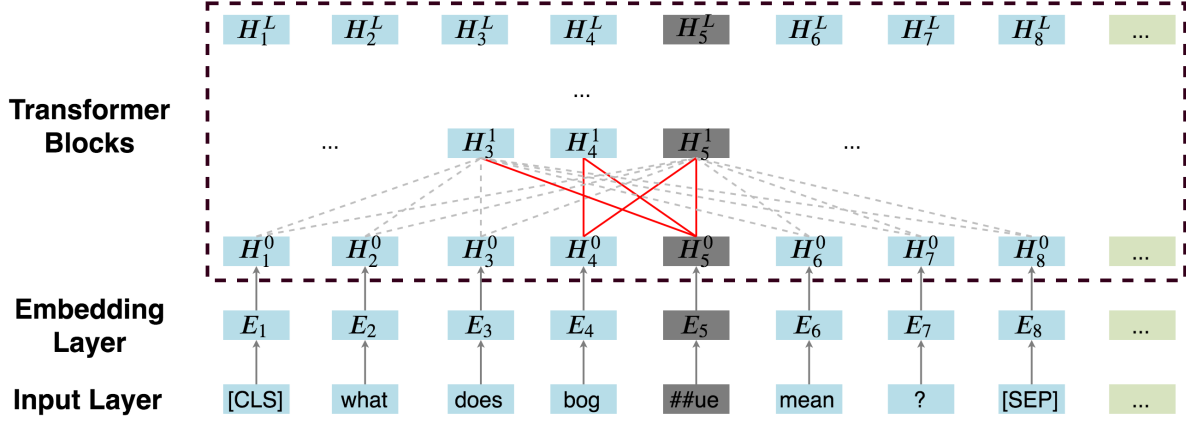 H_1^L H_2^L H_3^L H_4^L H_5^L H_6^L H_7^L H_8^L ...
...
Transformer
Blocks
... H_3^1 H_4^1 H_5^1 ...
H_1^0 H_2^0 H_3^0 H_4^0 H_5^0 H_6^0 H_7^0 H_8^0 ...
Embedding
Layer
E_1 E_2 E_3 E_4 E_5 E_6 E_7 E_8 ...
Input Layer [CLS] what does bog ##ue mean ? [SEP] ...